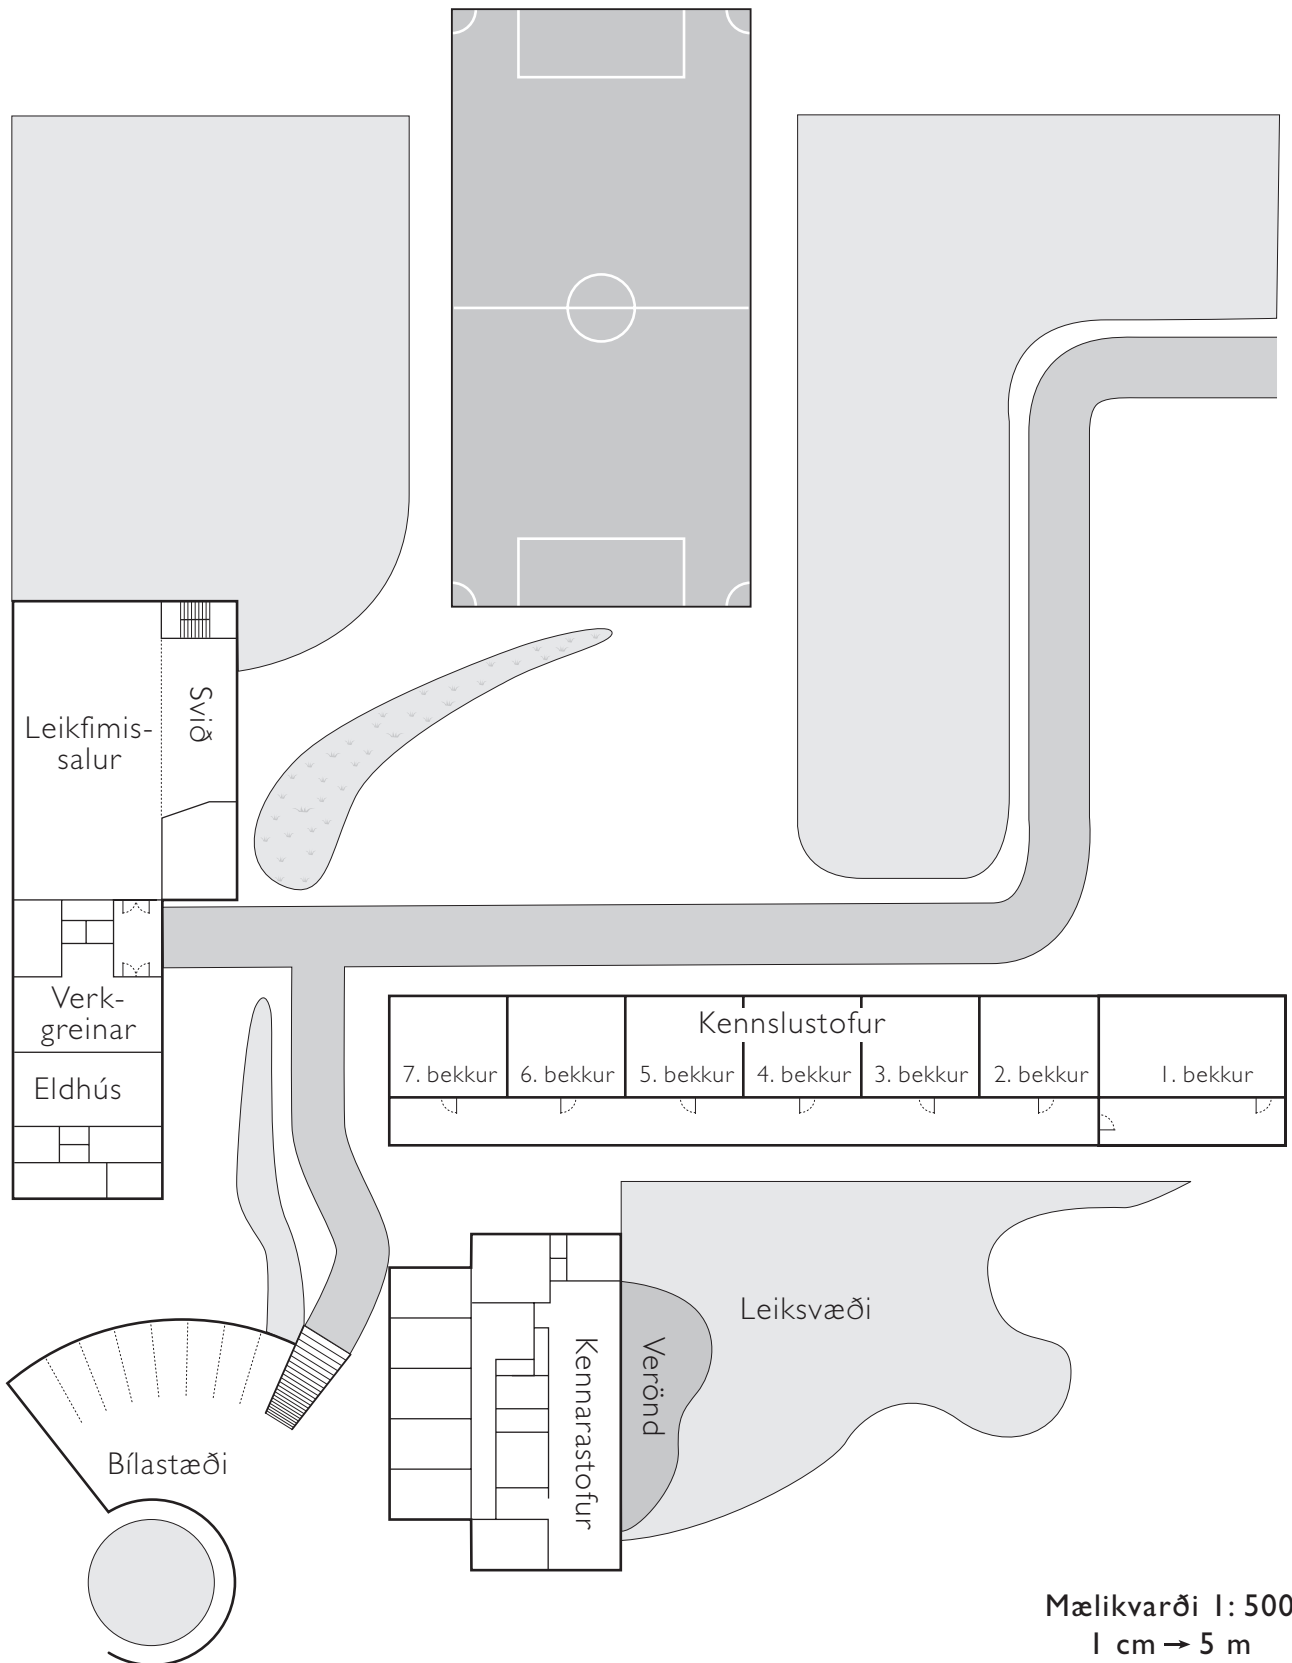 Leikfimis-
salur
Svið
Verk-
greinar
Eldhús
Kennslustofur
7. bekkur
6. bekkur
5. bekkur
4. bekkur
3. bekkur
2. bekkur
1. bekkur
Leiksvæði
Verönd
Kennarastofur
Bílastæði
Mælikvarði 1: 500
1 cm → 5 m